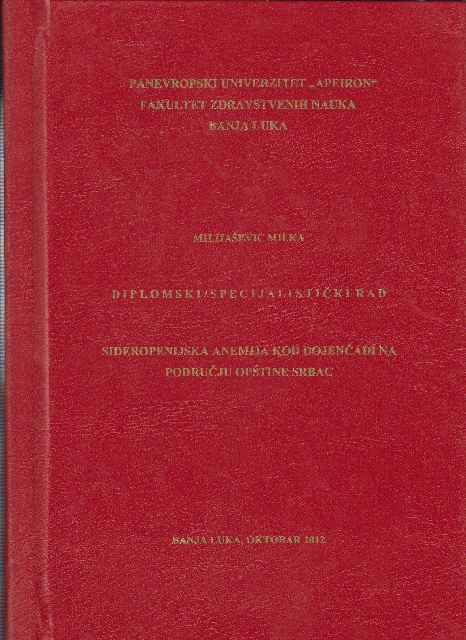 PANEVROPSKI UNIVERZITET „APEIRON“
FAKULTET ZDRAVSTVENIH NAUKA
BANJA LUKA
MILIJAŠEVIĆ MILKA
DIPLOMSKI/SPECIJALISTIČKI RAD
SIDEROPENIJSKA ANEMIJA KOD DOJENČADI NA
PODRUČJU OPŠTINE SRBAC
BANJA LUKA, OKTOBAR 2012.